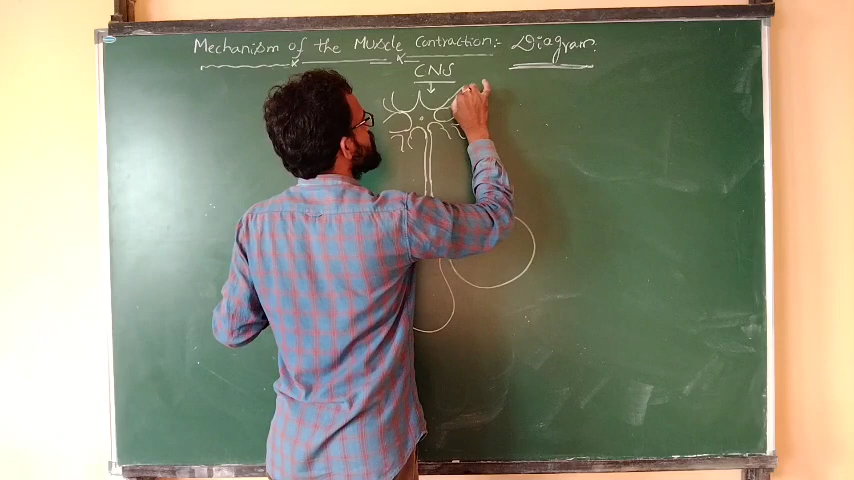 Mechanism of the Muscle Contraction:- Diagram:
CNS